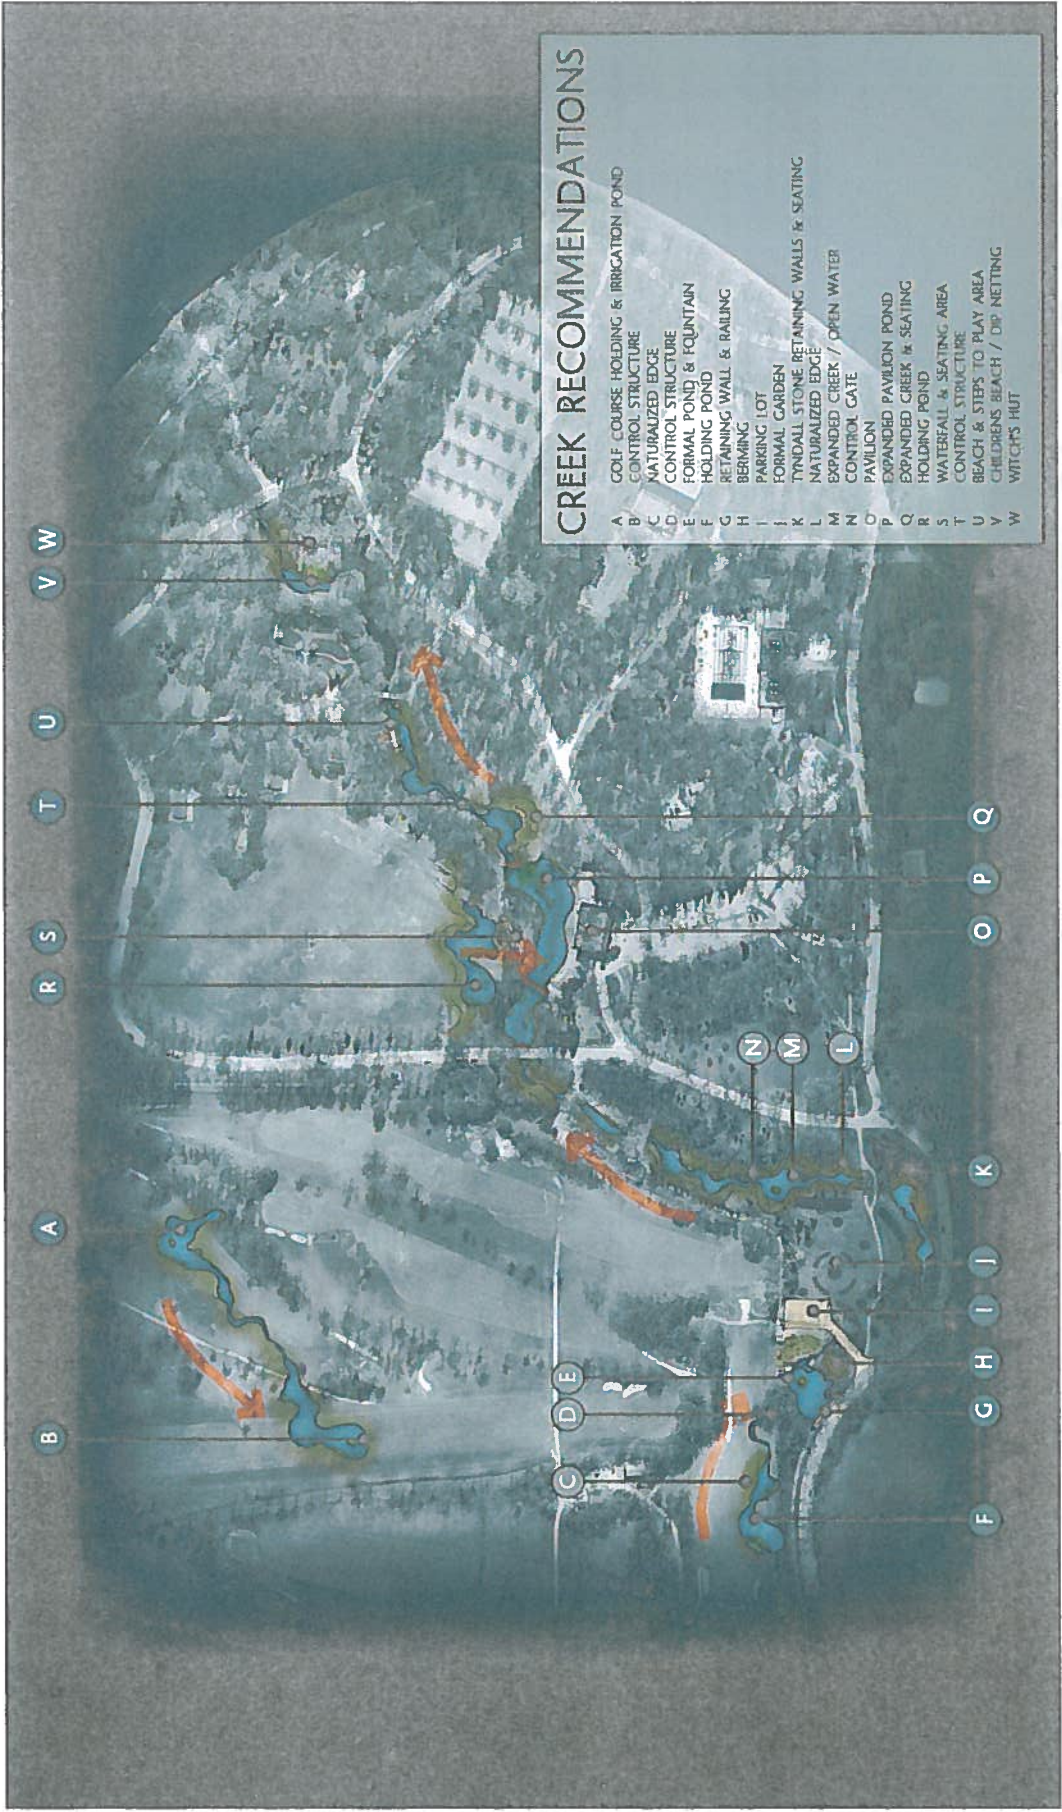 CREEK RECOMMENDATIONS
A GOLF COURSE HOLDING & IRRIGATION POND
B CONTROL STRUCTURE
C NATURALIZED EDGE
D CONTROL STRUCTURE
E FORMAL POND & FOUNTAIN
F HOLDING POND
G RETAINING WALL & RAILING
H BERMING
I PARKING LOT
J FORMAL GARDEN
K TYNDALL STONE RETAINING WALLS & SEATING
L NATURALIZED EDGE
M EXPANDED CREEK / OPEN WATER
N CONTROL GATE
O PAVILION
P EXPANDED PAVILION POND
Q EXPANDED CREEK & SEATING
R HOLDING POND
S WATERFALL & SEATING AREA
T CONTROL STRUCTURE
U BEACH & STEPS TO PLAY AREA
V CHILDRENS BEACH / DIP NETTING
W WITCH'S HUT
B A R S T U V W
C D E
N
M
L
F G H I J K O P Q